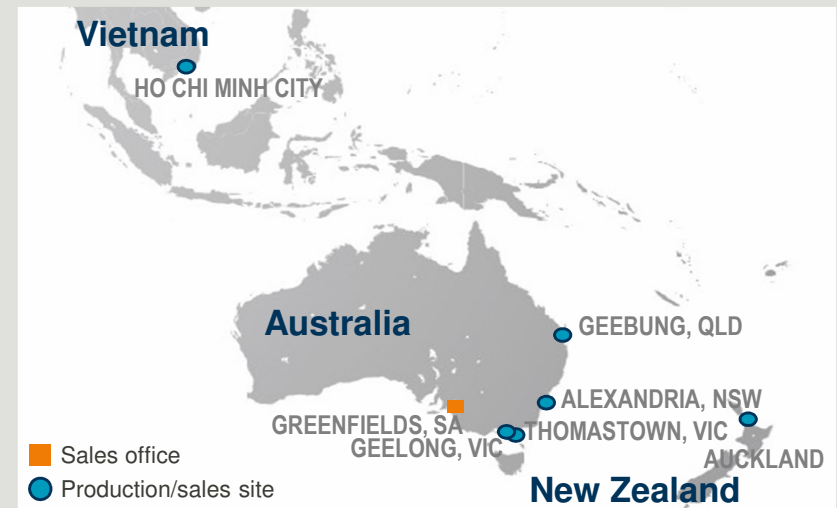 Vietnam
HO CHI MINH CITY
Australia
GEEBUNG, QLD
ALEXANDRIA, NSW
GREENFIELDS, SA
THOMASTOWN, VIC
GEELONG, VIC
AUCKLAND
New Zealand
Sales office
Production/sales site